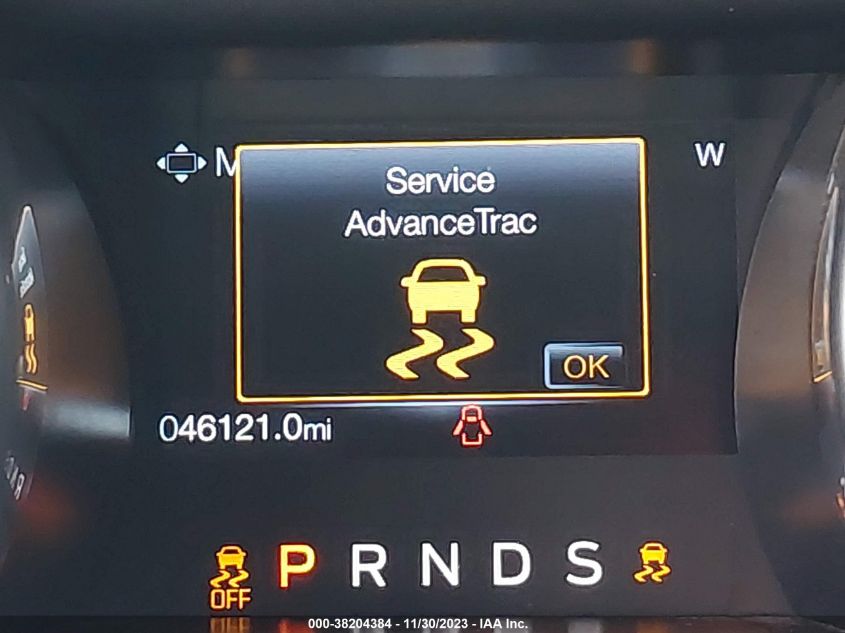 M
W
Service
AdvanceTrac
OK
046121.0mi
P R N D S
OFF
000-38204384 - 11/30/2023 - IAA Inc.